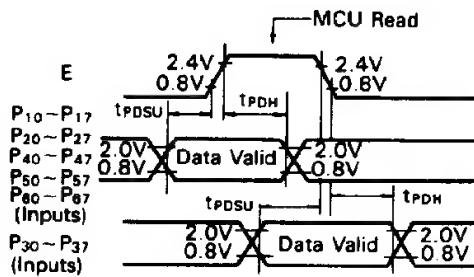 MCU Read
2.4V
2.4V
E
0.8V
0.8V
P10~P17
tPDSU
tPDH
P20~P27
P40~P47
2.0V
Data Valid
2.0V
P50~P57
0.8V
0.8V
P60~P67
(Inputs)
tPDSU
tPDH
P30~P37
(Inputs)
2.0V
0.8V
Data Valid
2.0V
0.8V